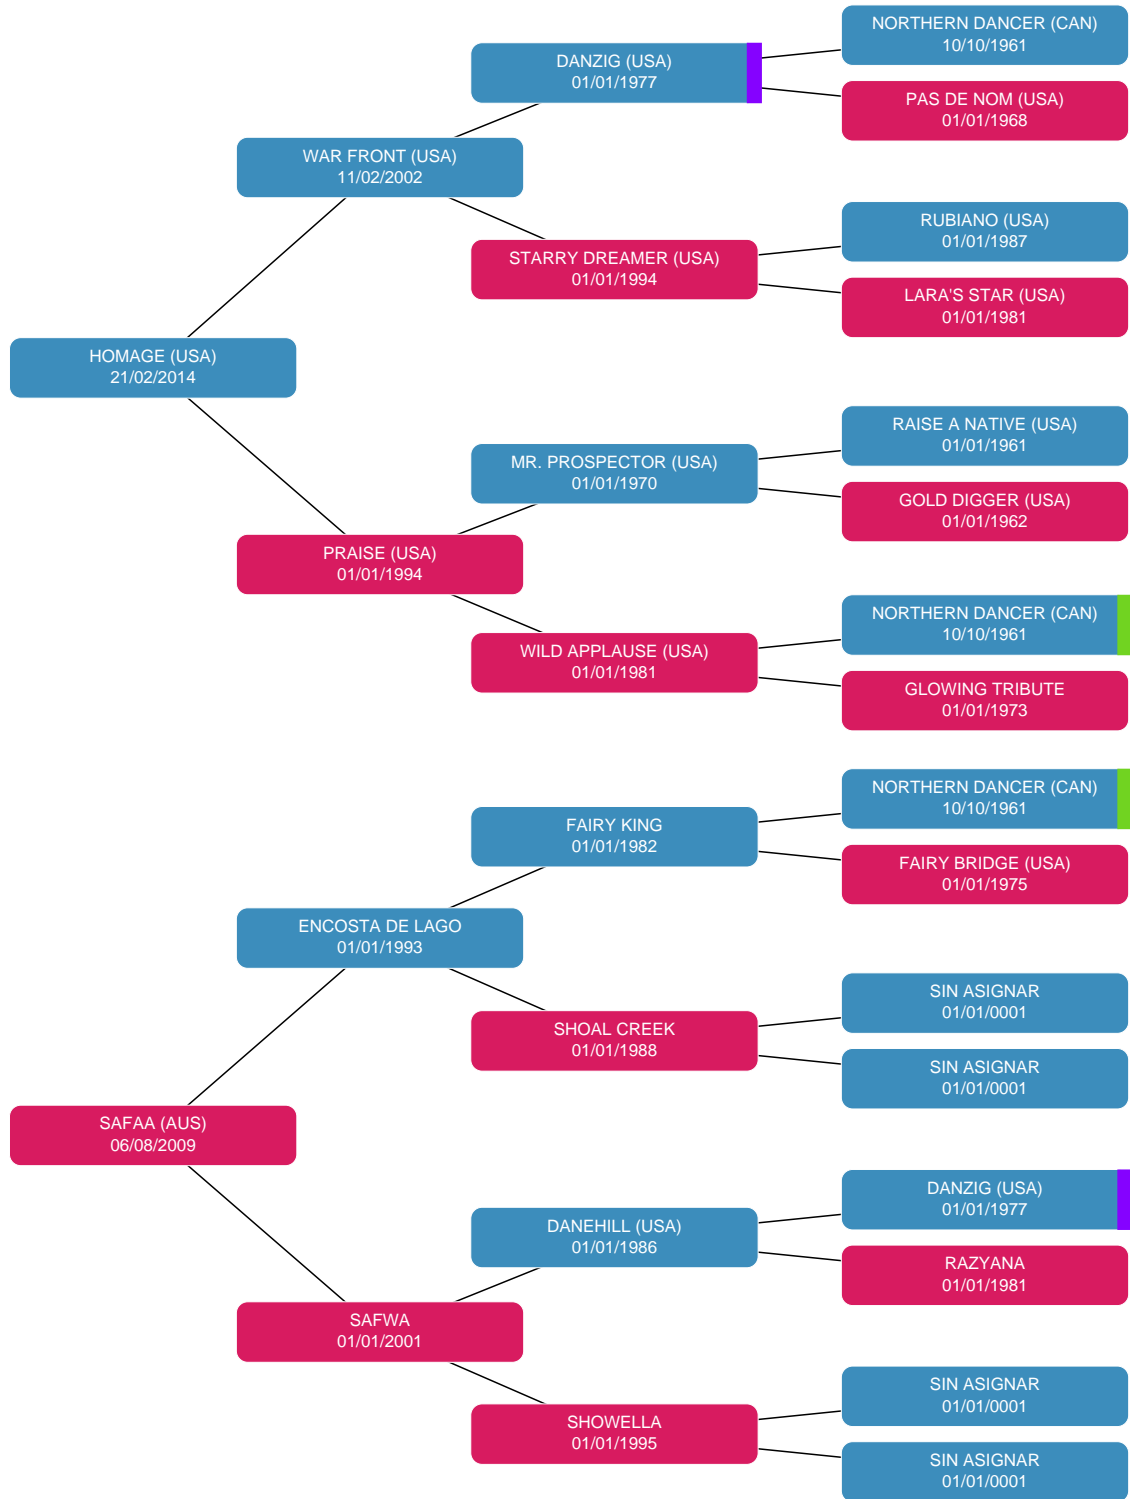 NORTHERN DANCER (CAN)
10/10/1961
DANZIG (USA)
01/01/1977
PAS DE NOM (USA)
01/01/1968
WAR FRONT (USA)
11/02/2002
RUBIANO (USA)
01/01/1987
STARRY DREAMER (USA)
01/01/1994
LARA'S STAR (USA)
01/01/1981
HOMAGE (USA)
21/02/2014
RAISE A NATIVE (USA)
01/01/1961
MR. PROSPECTOR (USA)
01/01/1970
GOLD DIGGER (USA)
01/01/1962
PRAISE (USA)
01/01/1994
NORTHERN DANCER (CAN)
10/10/1961
WILD APPLAUSE (USA)
01/01/1981
GLOWING TRIBUTE
01/01/1973
NORTHERN DANCER (CAN)
10/10/1961
FAIRY KING
01/01/1982
FAIRY BRIDGE (USA)
01/01/1975
ENCOSTA DE LAGO
01/01/1993
SIN ASIGNAR
01/01/0001
SHOAL CREEK
01/01/1988
SIN ASIGNAR
01/01/0001
SAFAA (AUS)
06/08/2009
DANZIG (USA)
01/01/1977
DANEHILL (USA)
01/01/1986
RAZYANA
01/01/1981
SAFWA
01/01/2001
SIN ASIGNAR
01/01/0001
SHOWELLA
01/01/1995
SIN ASIGNAR
01/01/0001